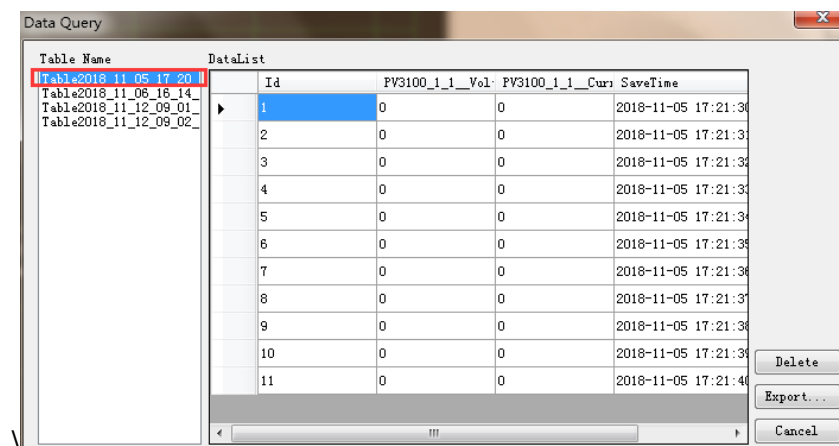 Data Query
Table Name
DataList
Table2018_11_05_17_20
Table2018_11_06_16_14_
Table2018_11_12_09_01_
Table2018_11_12_09_02_
Id PV3100_1_1__Vol PV3100_1_1__Curr SaveTime
1 0 0 2018-11-05 17:21:30
2 0 0 2018-11-05 17:21:31
3 0 0 2018-11-05 17:21:32
4 0 0 2018-11-05 17:21:33
5 0 0 2018-11-05 17:21:34
6 0 0 2018-11-05 17:21:35
7 0 0 2018-11-05 17:21:36
8 0 0 2018-11-05 17:21:37
9 0 0 2018-11-05 17:21:38
10 0 0 2018-11-05 17:21:39
11 0 0 2018-11-05 17:21:40
Delete
Export...
Cancel
\